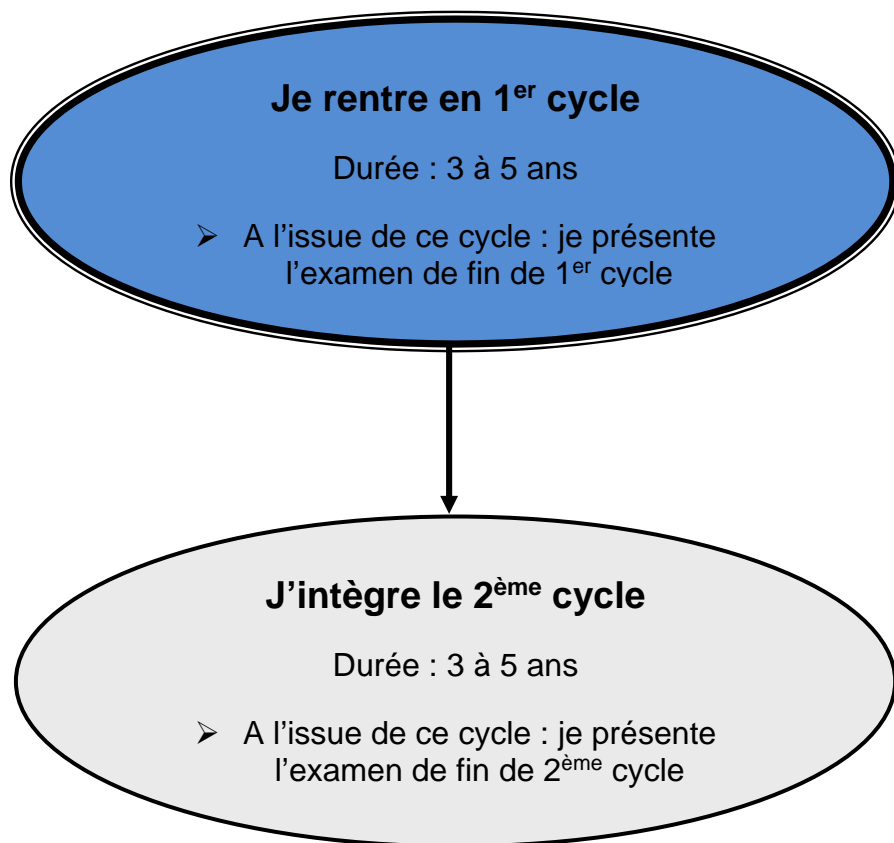 Je rentre en 1er cycle
Durée : 3 à 5 ans
➢ A l’issue de ce cycle : je présente
l’examen de fin de 1er cycle
J’intègre le 2ème cycle
Durée : 3 à 5 ans
➢ A l’issue de ce cycle : je présente
l’examen de fin de 2ème cycle